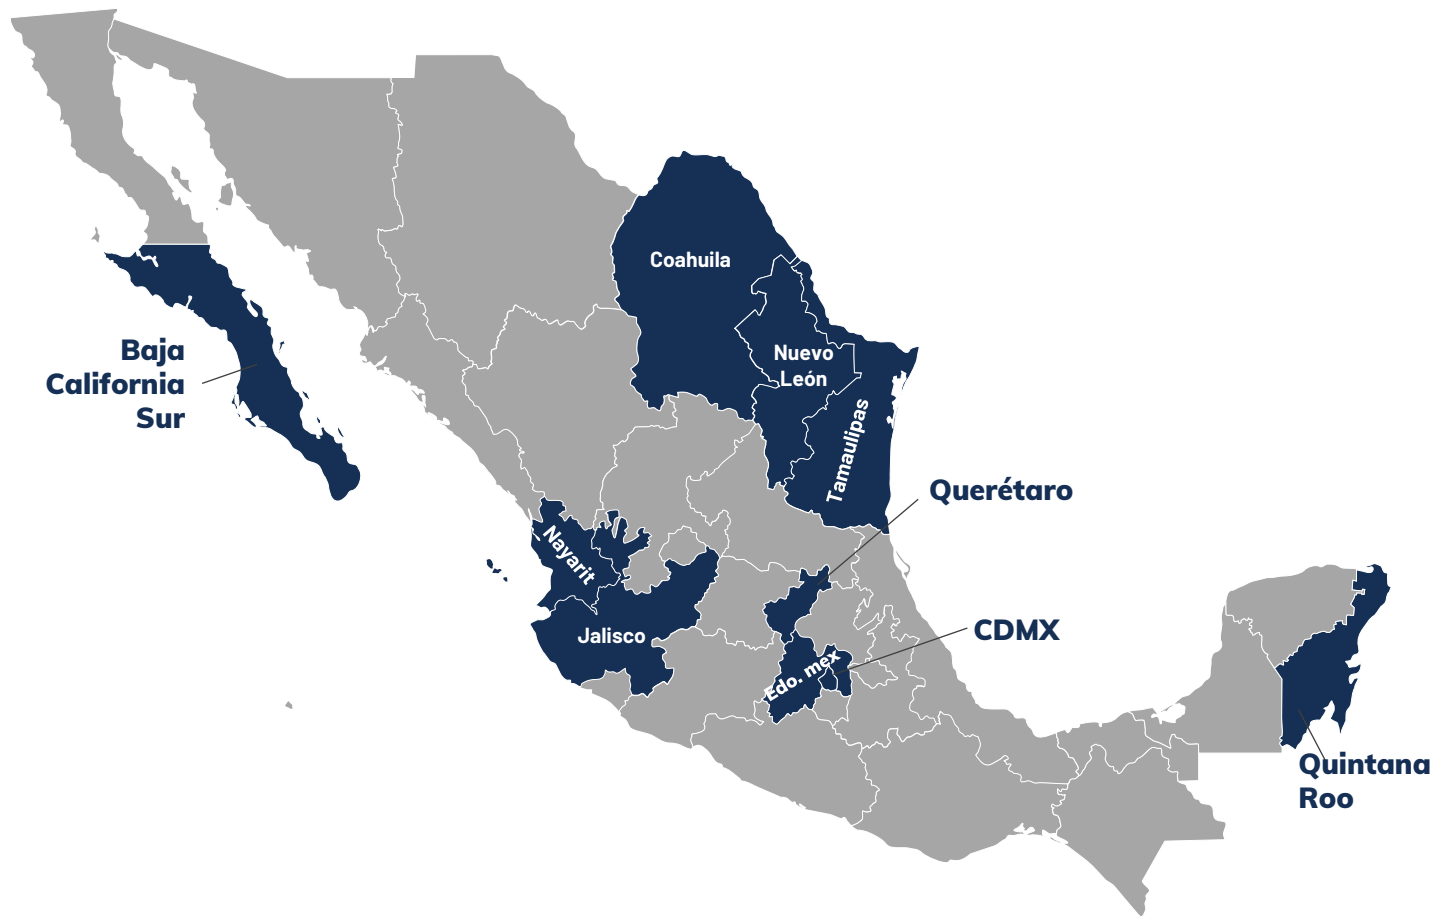 Coahuila
Nuevo
León
Tamaulipas
Baja
California
Sur
Querétaro
Nayarit
Jalisco
CDMX
Edo. mex
Quintana
Roo